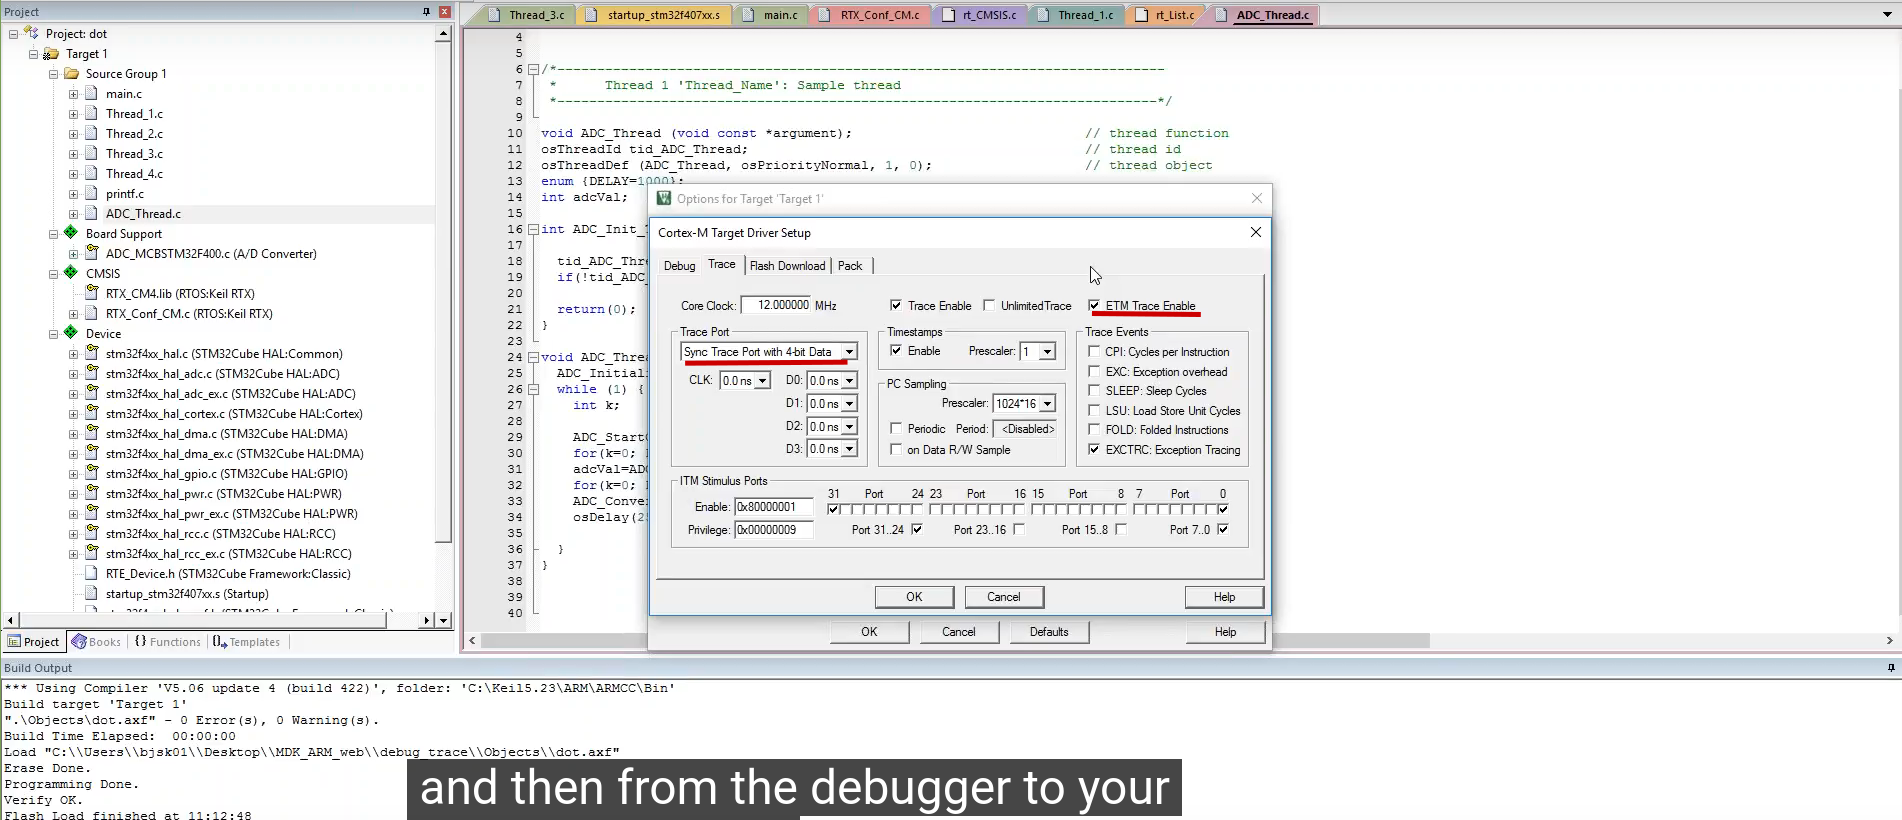 Project
Project: dot
Target 1
Source Group 1
main.c
Thread_1.c
Thread_2.c
Thread_3.c
Thread_4.c
printf.c
ADC_Thread.c
Board Support
ADC_MCBSTM32F400.c (A/D Converter)
CMSIS
RTX_CM4.lib (RTOS:Keil RTX)
RTX_Conf_CM.c (RTOS:Keil RTX)
Device
stm32f4xx_hal.c (STM32Cube HAL:Common)
stm32f4xx_hal_adc.c (STM32Cube HAL:ADC)
stm32f4xx_hal_adc_ex.c (STM32Cube HAL:ADC)
stm32f4xx_hal_cortex.c (STM32Cube HAL:Cortex)
stm32f4xx_hal_dma.c (STM32Cube HAL:DMA)
stm32f4xx_hal_dma_ex.c (STM32Cube HAL:DMA)
stm32f4xx_hal_gpio.c (STM32Cube HAL:GPIO)
stm32f4xx_hal_pwr.c (STM32Cube HAL:PWR)
stm32f4xx_hal_pwr_ex.c (STM32Cube HAL:PWR)
stm32f4xx_hal_rcc.c (STM32Cube HAL:RCC)
stm32f4xx_hal_rcc_ex.c (STM32Cube HAL:RCC)
RTE_Device.h (STM32Cube Framework:Classic)
startup_stm32f407xx.s (Startup)
Project Books {} Functions Templates
Thread_3.c startup_stm32f407xx.s main.c RTX_Conf_CM.c rt_CMSIS.c Thread_1.c rt_List.c ADC_Thread.c
4
5
6 /*----------------------------------------------------------------------------
7 * Thread 1 'Thread_Name': Sample thread
8 *---------------------------------------------------------------------------*/
9
10 void ADC_Thread (void const *argument); // thread function
11 osThreadId tid_ADC_Thread; // thread id
12 osThreadDef (ADC_Thread, osPriorityNormal, 1, 0); // thread object
13 enum {DELAY=1000};
14 int adcVal;
15
16 int ADC_Init_
17
18 tid_ADC_Thre
19 if(!tid_ADC_
20
21 return(0);
22 }
23
24 void ADC_Threa
25 ADC_Initiali
26 while (1) {
27 int k;
28
29 ADC_StartC
30 for(k=0;
31 adcVal=AD
32 for(k=0;
33 ADC_Conve
34 osDelay(2
35
36 }
37 }
38
39
40
Options for Target 'Target 1'
Cortex-M Target Driver Setup
Debug Trace Flash Download Pack
Core Clock: 12.000000 MHz Trace Enable UnlimitedTrace ETM Trace Enable
Trace Port
Sync Trace Port with 4-bit Data
CLK: 0.0 ns D0: 0.0 ns
D1: 0.0 ns
D2: 0.0 ns
D3: 0.0 ns
Timestamps
Enable Prescaler: 1
PC Sampling
Prescaler: 1024*16
Periodic Period: <Disabled>
on Data R/W Sample
Trace Events
CPI: Cycles per Instruction
EXC: Exception overhead
SLEEP: Sleep Cycles
LSU: Load Store Unit Cycles
FOLD: Folded Instructions
EXCTRC: Exception Tracing
ITM Stimulus Ports
31 Port 24 23 Port 16 15 Port 8 7 Port 0
Enable: 0x80000001
Privilege: 0x00000009 Port 31..24 Port 23..16 Port 15..8 Port 7..0
OK Cancel Help
OK Cancel Defaults Help
Build Output
*** Using Compiler 'V5.06 update 4 (build 422)', folder: 'C:\Keil5.23\ARM\ARMCC\Bin'
Build target 'Target 1'
".\Objects\dot.axf" - 0 Error(s), 0 Warning(s).
Build Time Elapsed: 00:00:00
Load "C:\\Users\\bjsk01\\Desktop\\MDK_ARM_web\\debug_trace\\Objects\\dot.axf"
Erase Done.
Programming Done.
Verify OK.
Flash Load finished at 11:12:48
and then from the debugger to your